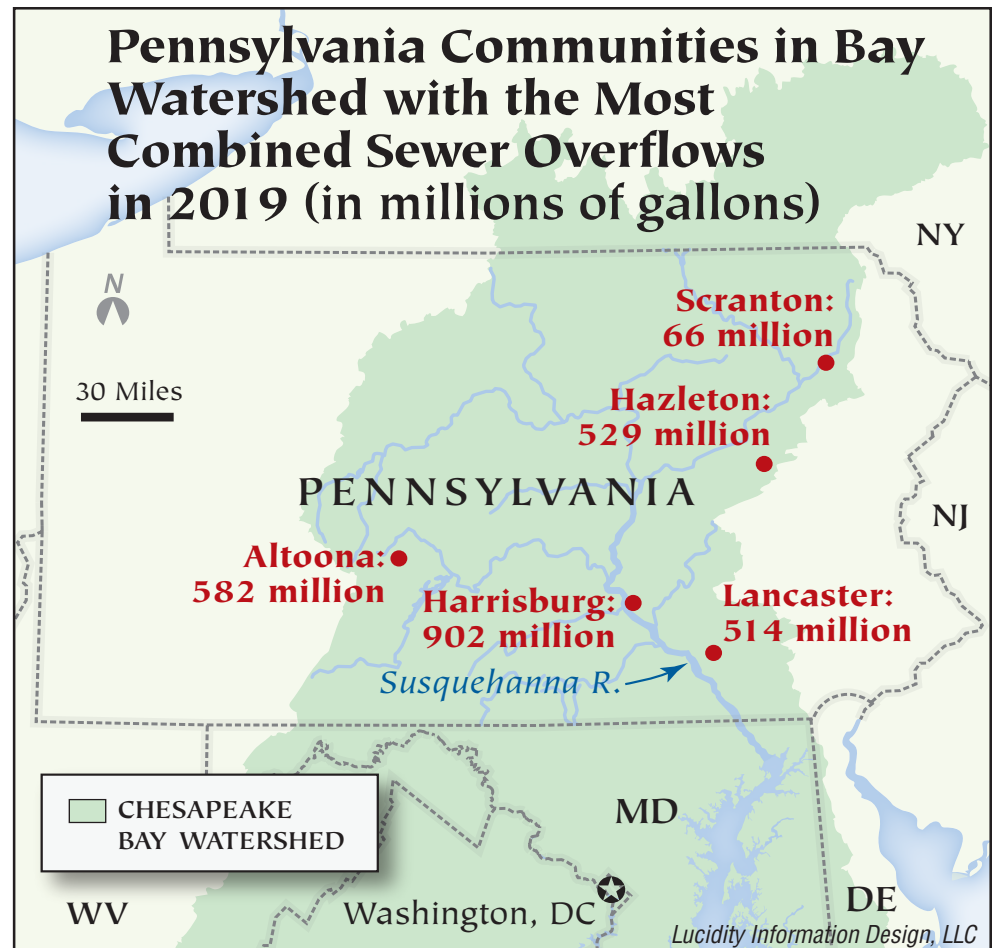 Pennsylvania Communities in Bay
Watershed with the Most
Combined Sewer Overflows
in 2019 (in millions of gallons)
NY
N
Scranton:
66 million
30 Miles
Hazleton:
529 million
PENNSYLVANIA
NJ
Altoona:
582 million
Harrisburg:
902 million
Lancaster:
514 million
Susquehanna R.
CHESAPEAKE
BAY WATERSHED
MD
WV
Washington, DC
DE
Lucidity Information Design, LLC